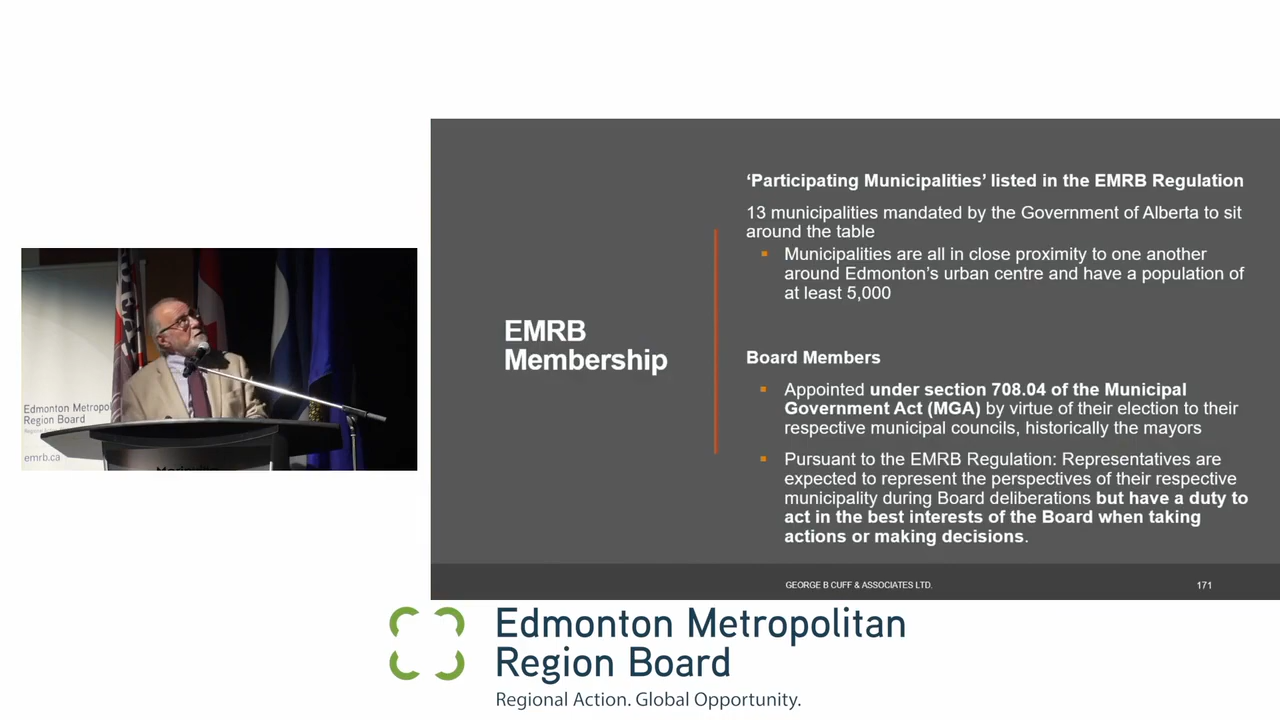 'Participating Municipalities' listed in the EMRB Regulation
13 municipalities mandated by the Government of Alberta to sit
around the table
▪ Municipalities are all in close proximity to one another
around Edmonton's urban centre and have a population of
at least 5,000
EMRB
Membership
Board Members
▪ Appointed under section 708.04 of the Municipal
Government Act (MGA) by virtue of their election to their
respective municipal councils, historically the mayors
▪ Pursuant to the EMRB Regulation: Representatives are
expected to represent the perspectives of their respective
municipality during Board deliberations but have a duty to
act in the best interests of the Board when taking
actions or making decisions.
GEORGE B CUFF & ASSOCIATES LTD.
171
Edmonton Metropol
Region Board
emrb.ca
Edmonton Metropolitan
Region Board
Regional Action. Global Opportunity.